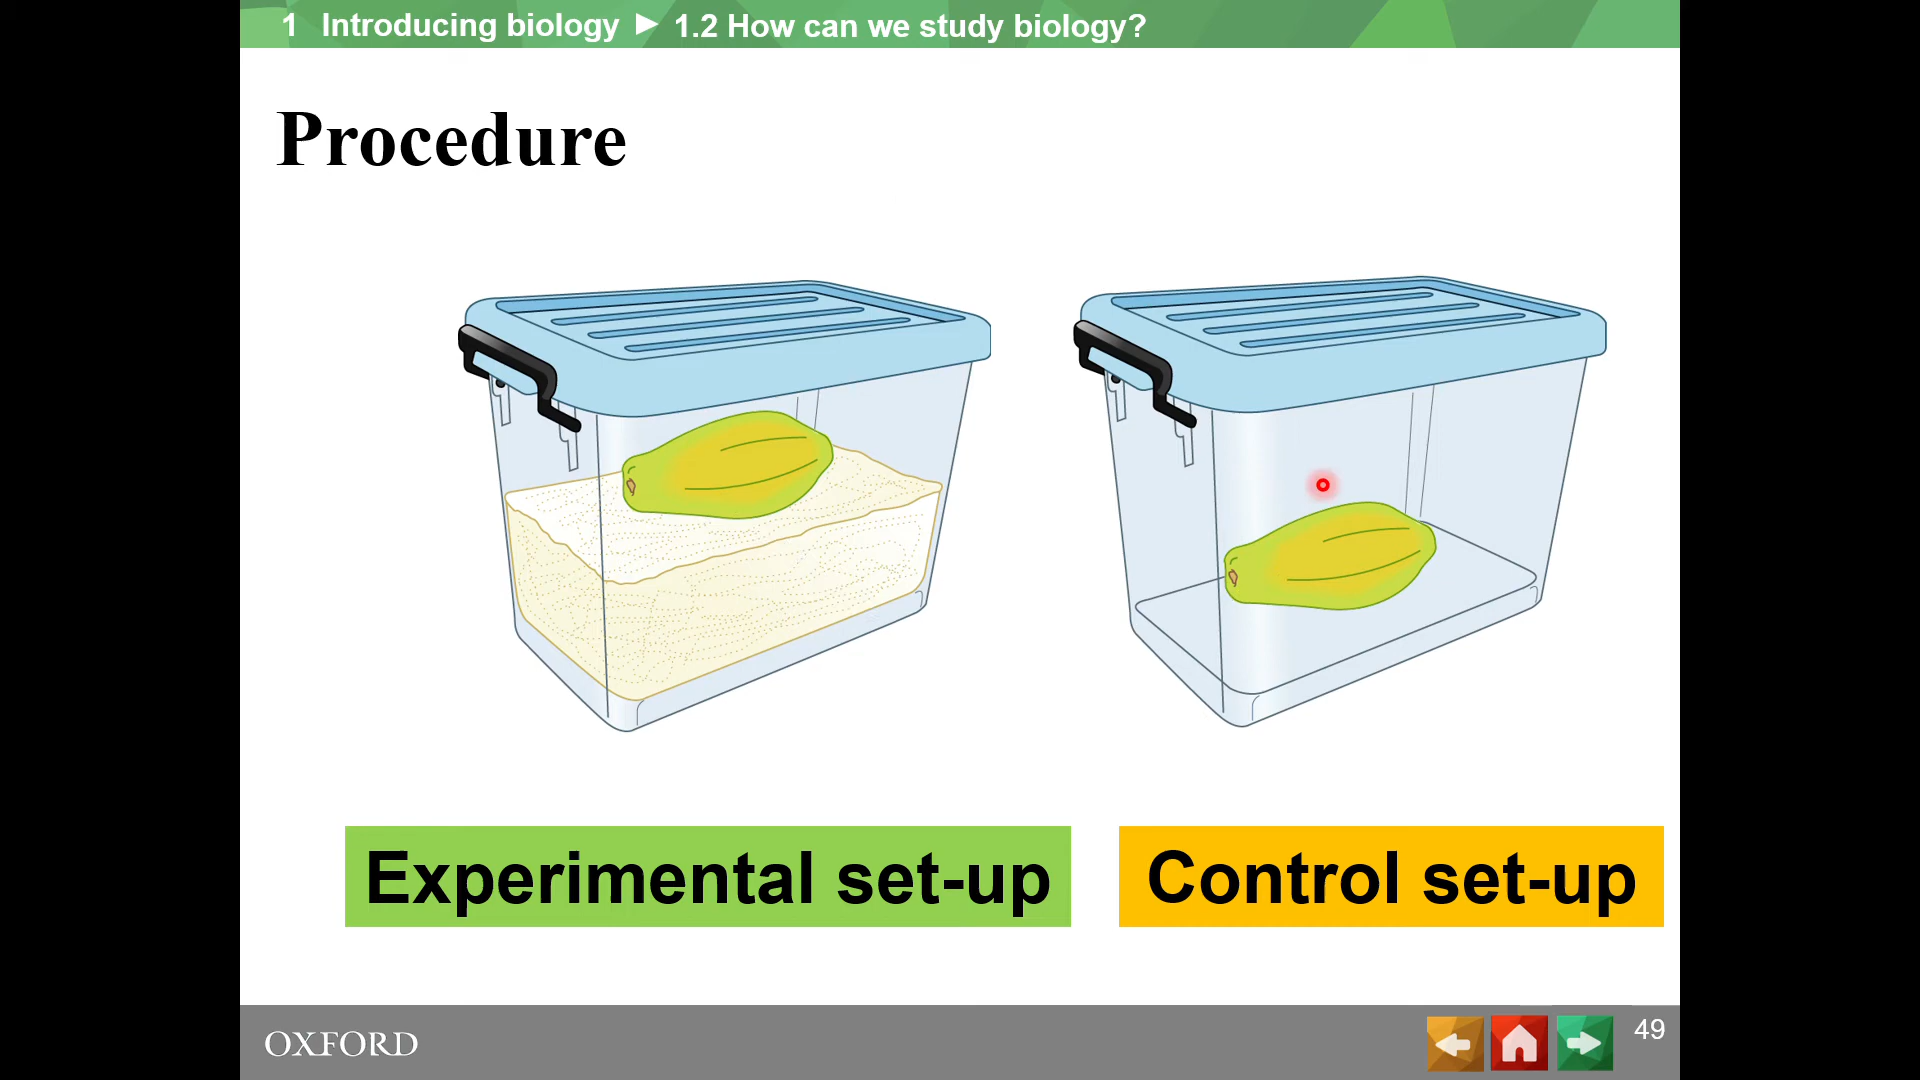 1 Introducing biology ► 1.2 How can we study biology?
Procedure
Experimental set-up
Control set-up
OXFORD
49